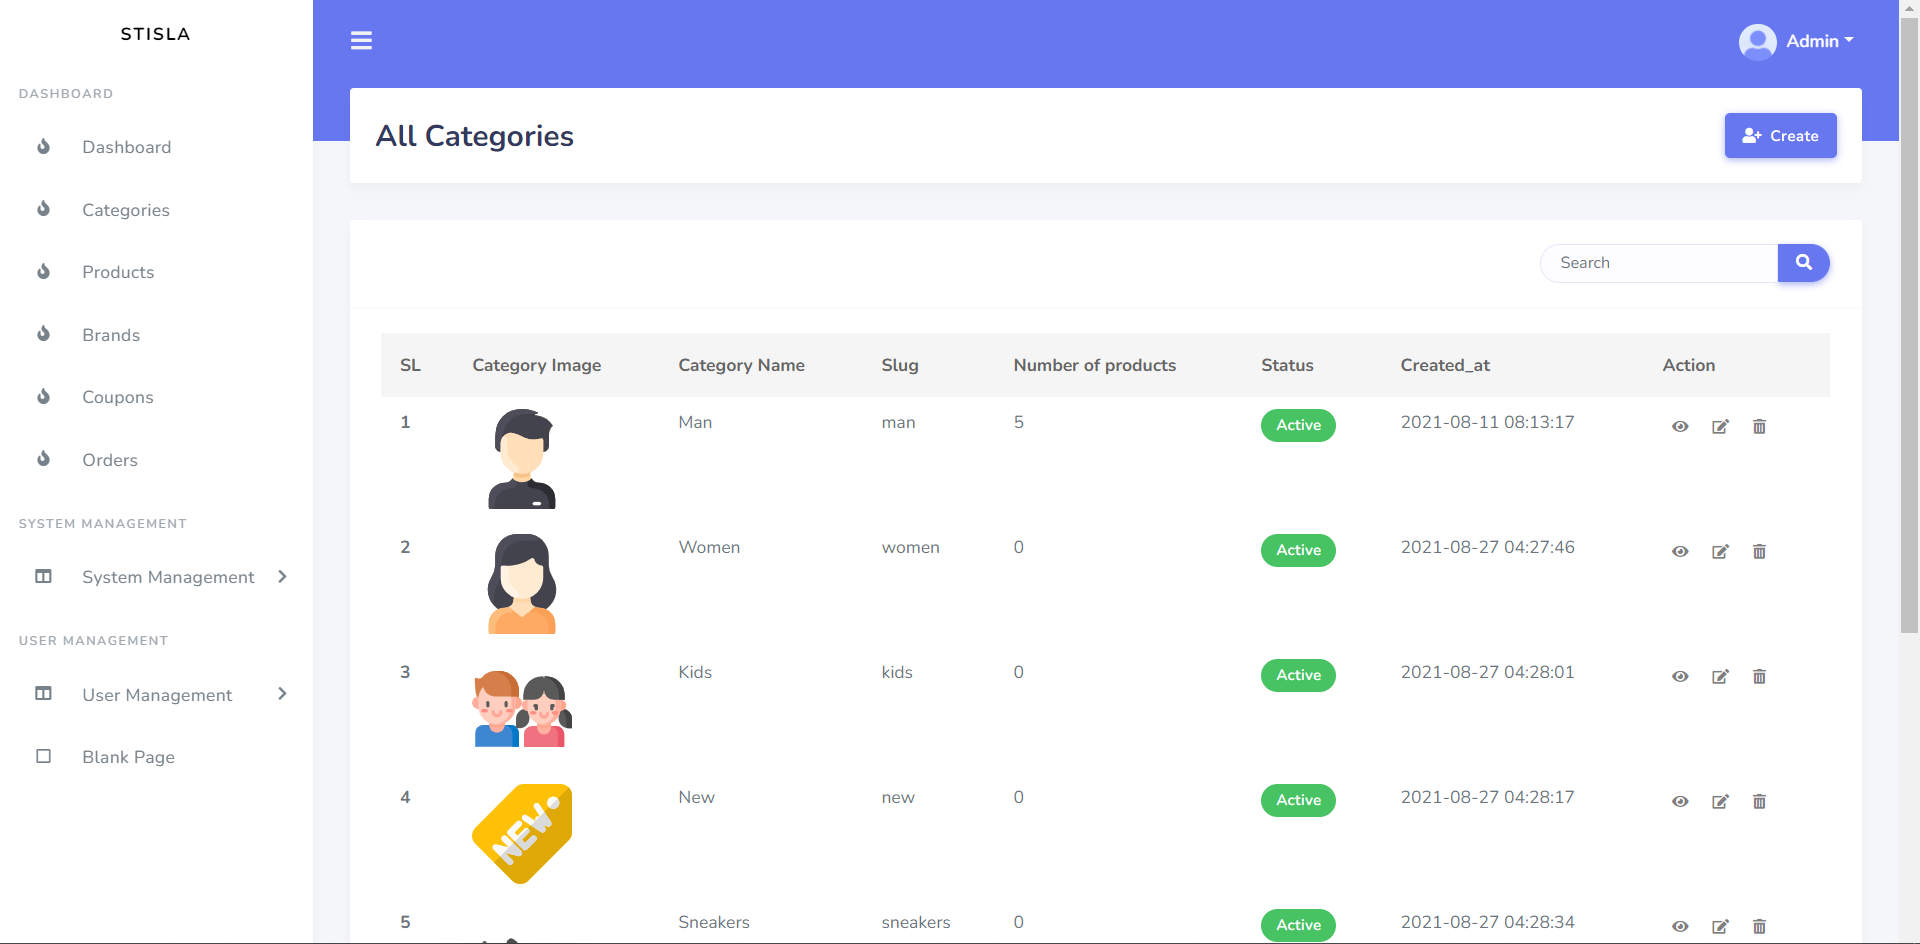 STISLA
Admin
DASHBOARD
Dashboard
Categories
Products
Brands
Coupons
Orders
SYSTEM MANAGEMENT
System Management
USER MANAGEMENT
User Management
Blank Page
All Categories
Create
Search
SL Category Image Category Name Slug Number of products Status Created_at Action
1 Man man 5 Active 2021-08-11 08:13:17
2 Women women 0 Active 2021-08-27 04:27:46
3 Kids kids 0 Active 2021-08-27 04:28:01
4 New new 0 Active 2021-08-27 04:28:17
NEW
5 Sneakers sneakers 0 Active 2021-08-27 04:28:34